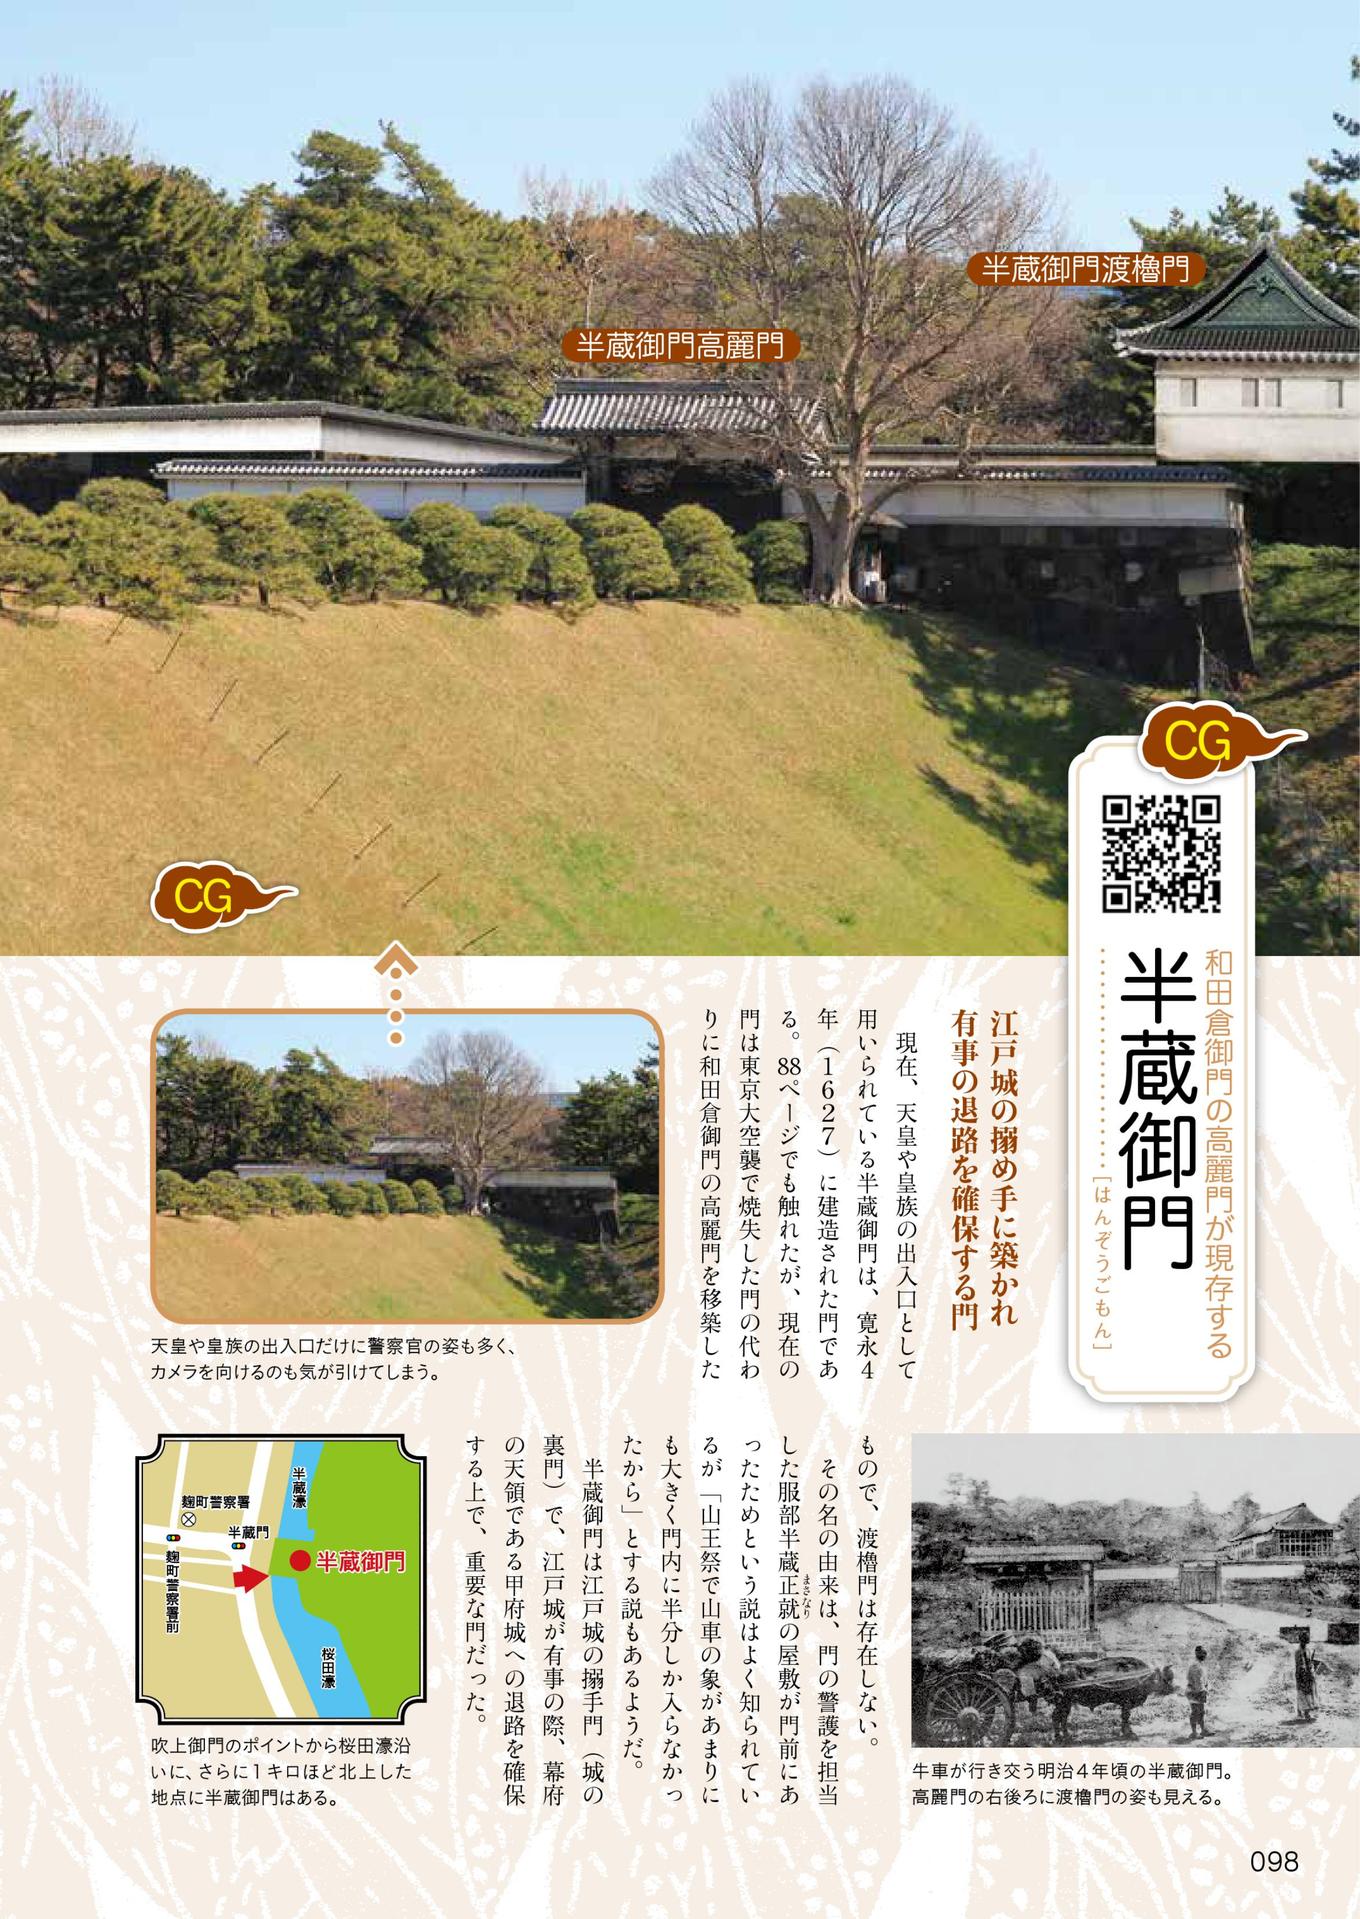 半蔵御門渡櫓門
半蔵御門高麗門
CG
CG
和田倉御門の高麗門が現存する
半蔵御門
［はんぞうごもん］
江戸城の搦め手に築かれ
有事の退路を確保する門
現在、天皇や皇族の出入口として
用いられている半蔵御門は、寛永4
年（1627）に建造された門であ
る。88ページでも触れたが、現在の
門は東京大空襲で焼失した門の代わ
りに和田倉御門の高麗門を移築した
もので、渡櫓門は存在しない。
その名の由来は、門の警護を担当
した服部半蔵正就の屋敷が門前にあ
まさなり
ったためという説はよく知られてい
るが「山王祭で山車の象があまりに
も大きく門内に半分しか入らなかっ
たから」とする説もあるようだ。
半蔵御門は江戸城の搦手門（城の
裏門）で、江戸城が有事の際、幕府
の天領である甲府城への退路を確保
する上で、重要な門だった。
天皇や皇族の出入口だけに警察官の姿も多く、
カメラを向けるのも気が引けてしまう。
半蔵濠
麹町警察署
半蔵門
半蔵御門
麹町警察署前
桜田濠
吹上御門のポイントから桜田濠沿
いに、さらに1キロほど北上した
地点に半蔵御門はある。
牛車が行き交う明治4年頃の半蔵御門。
高麗門の右後ろに渡櫓門の姿も見える。
098